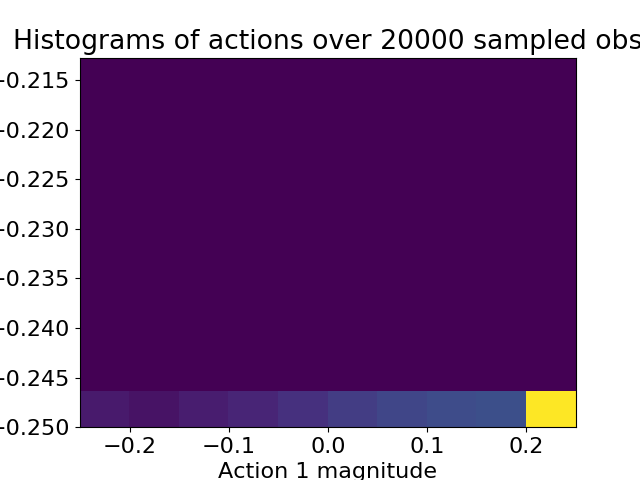 Histograms of actions over 20000 sampled obs
-0.215
-0.220
-0.225
-0.230
-0.235
-0.240
-0.245
-0.250
−0.2 −0.1 0.0 0.1 0.2
Action 1 magnitude